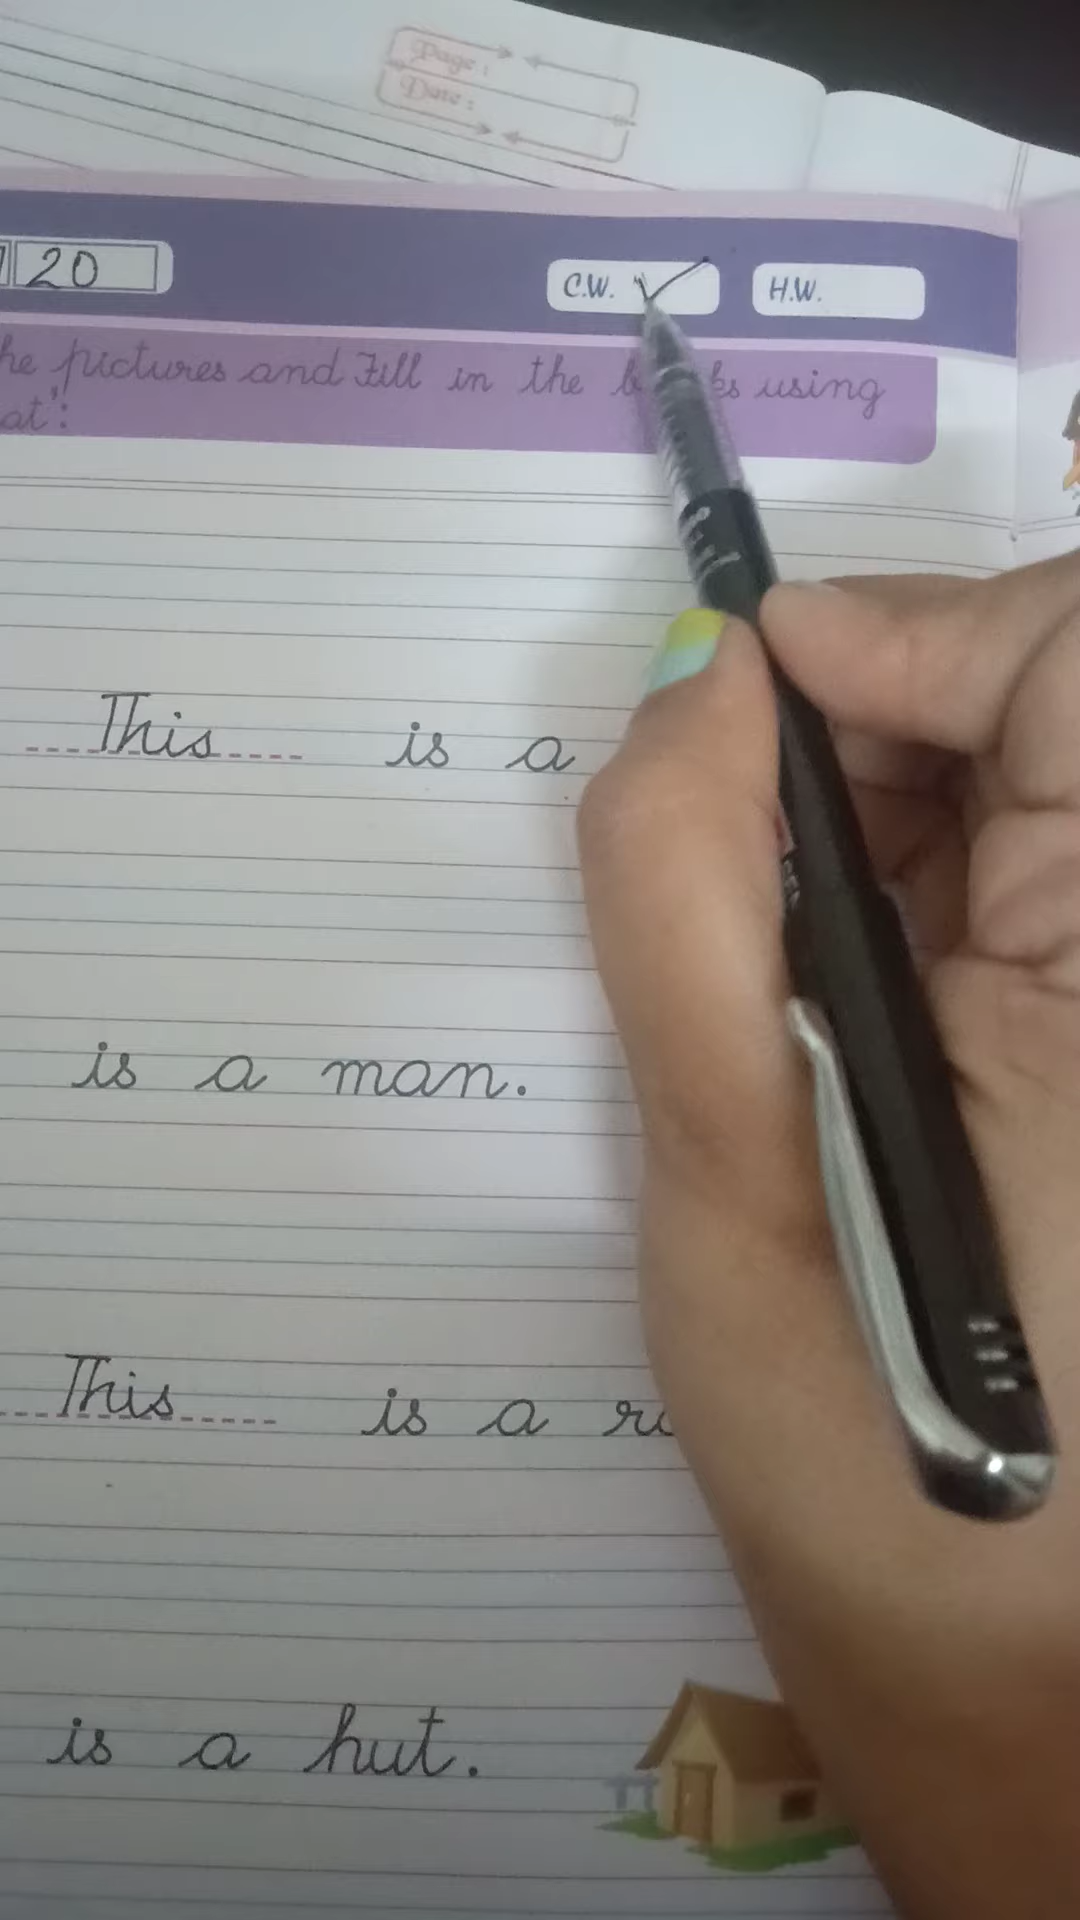 Page :
Date :
20
C.W. H.W.
he pictures and Fill in the using
at":
This is a
is a man.
This is a
is a hut.